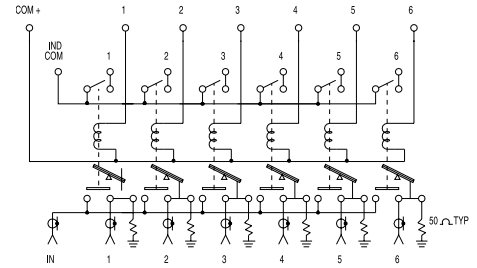 COM + 1 2 3 4 5 6
IND
COM 1 2 3 4 5 6
50 Ω TYP
IN 1 2 3 4 5 6